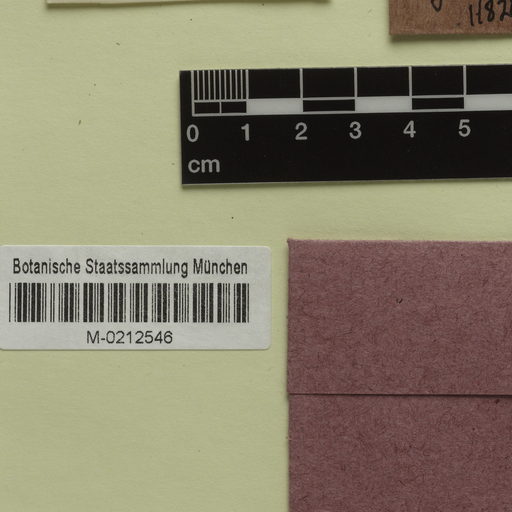 0 1 2 3 4 5
cm
Botanische Staatssammlung München
M-0212546